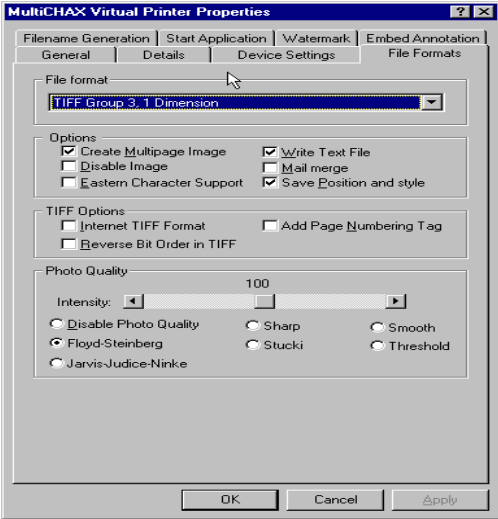 MultiCHAX Virtual Printer Properties
Filename Generation Start Application Watermark Embed Annotation
General Details Device Settings File Formats
File format
TIFF Group 3, 1 Dimension
Options
Create Multipage Image Write Text File
Disable Image Mail merge
Eastern Character Support Save Position and style
TIFF Options
Internet TIFF Format Add Page Numbering Tag
Reverse Bit Order in TIFF
Photo Quality
100
Intensity:
Disable Photo Quality Sharp Smooth
Floyd-Steinberg Stucki Threshold
Jarvis-Judice-Ninke
OK Cancel Apply